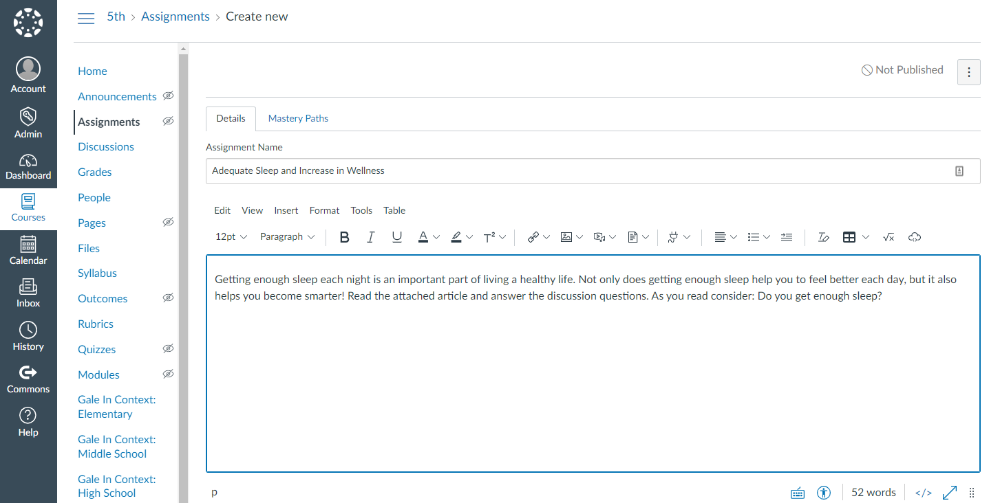 5th > Assignments > Create new
Account
Admin
Dashboard
Courses
Calendar
Inbox
History
Commons
Help
Home
Announcements
Assignments
Discussions
Grades
People
Pages
Files
Syllabus
Outcomes
Rubrics
Quizzes
Modules
Gale In Context:
Elementary
Gale In Context:
Middle School
Gale In Context:
High School
Not Published
Details Mastery Paths
Assignment Name
Adequate Sleep and Increase in Wellness
Edit View Insert Format Tools Table
12pt Paragraph B I U A T²
Getting enough sleep each night is an important part of living a healthy life. Not only does getting enough sleep help you to feel better each day, but it also
helps you become smarter! Read the attached article and answer the discussion questions. As you read consider: Do you get enough sleep?
p 52 words </>